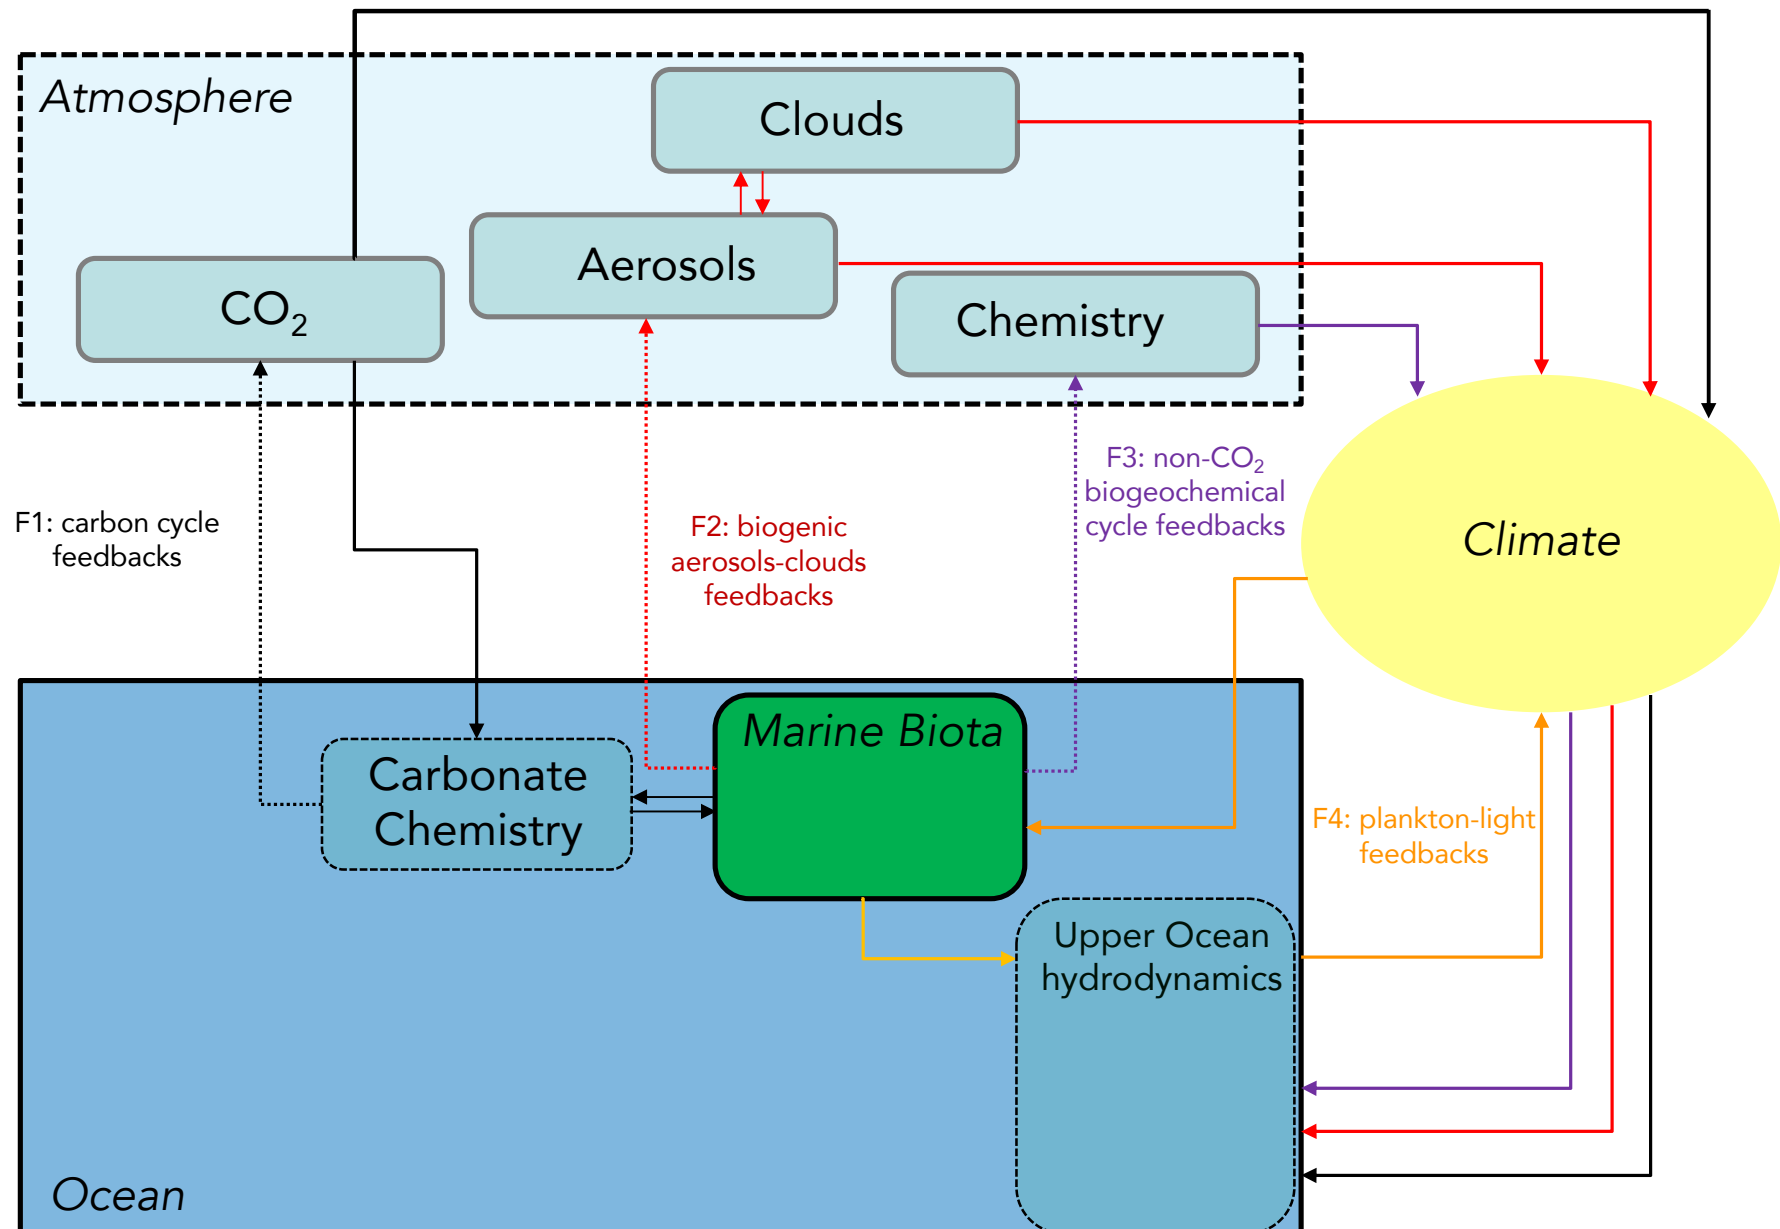 Atmosphere
Clouds
Aerosols
CO₂
Chemistry
F1: carbon cycle
feedbacks
F2: biogenic
aerosols-clouds
feedbacks
F3: non-CO₂
biogeochemical
cycle feedbacks
Climate
Marine Biota
Carbonate
Chemistry
F4: plankton-light
feedbacks
Upper Ocean
hydrodynamics
Ocean